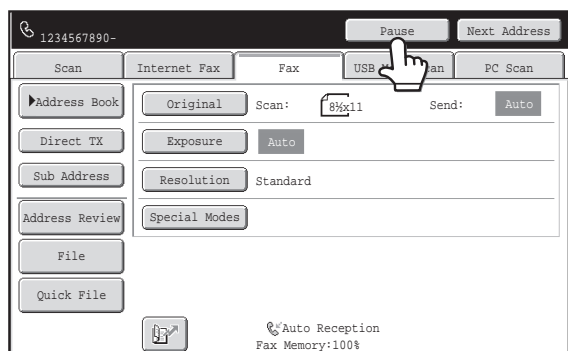 1234567890-
Pause
Next Address
Scan
Internet Fax
Fax
PC Scan
Address Book
Original
Scan:
8½x11
Send:
Auto
Direct TX
Exposure
Auto
Sub Address
Resolution
Standard
Address Review
Special Modes
File
Quick File
Auto Reception
Fax Memory:100%